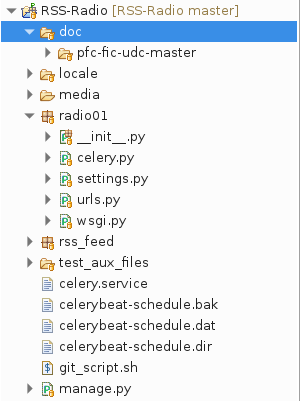 RSS-Radio [RSS-Radio master]
doc
pfc-fic-udc-master
locale
media
radio01
__init__.py
celery.py
settings.py
urls.py
wsgi.py
rss_feed
test_aux_files
celery.service
celerybeat-schedule.bak
celerybeat-schedule.dat
celerybeat-schedule.dir
git_script.sh
manage.py